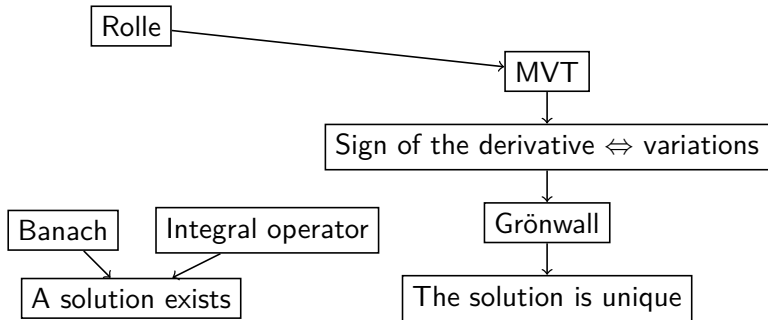 Rolle
MVT
Sign of the derivative ⇔ variations
Banach
Integral operator
Grönwall
A solution exists
The solution is unique